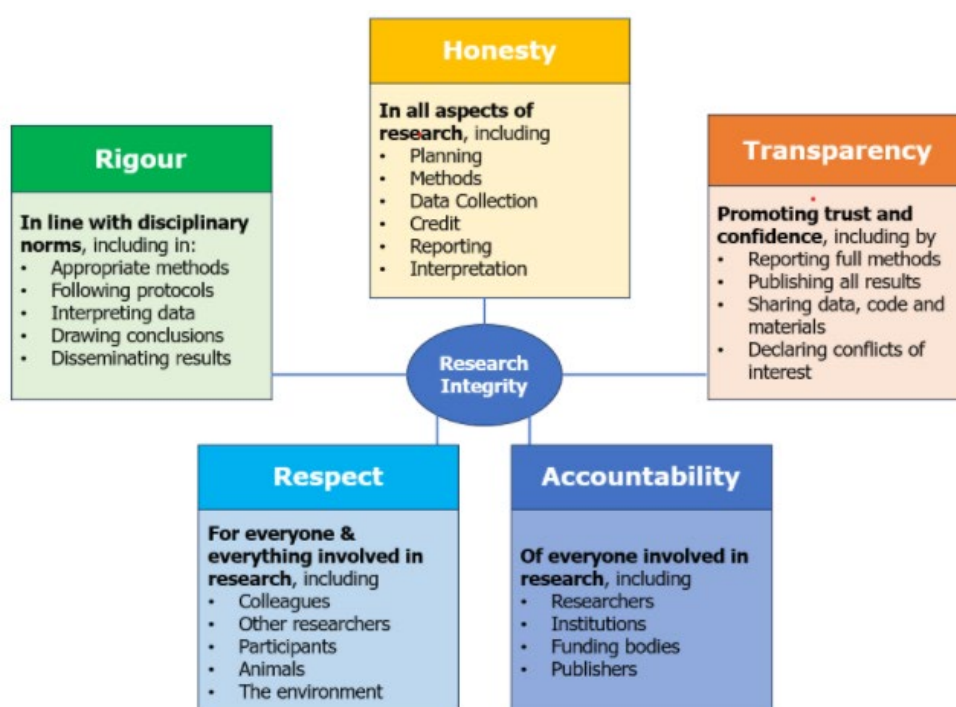 Honesty
In all aspects of
research, including
• Planning
• Methods
• Data Collection
• Credit
• Reporting
• Interpretation
Rigour
In line with disciplinary
norms, including in:
• Appropriate methods
• Following protocols
• Interpreting data
• Drawing conclusions
• Disseminating results
Transparency
Promoting trust and
confidence, including by
• Reporting full methods
• Publishing all results
• Sharing data, code and
materials
• Declaring conflicts of
interest
Research
Integrity
Respect
For everyone &
everything involved in
research, including
• Colleagues
• Other researchers
• Participants
• Animals
• The environment
Accountability
Of everyone involved in
research, including
• Researchers
• Institutions
• Funding bodies
• Publishers